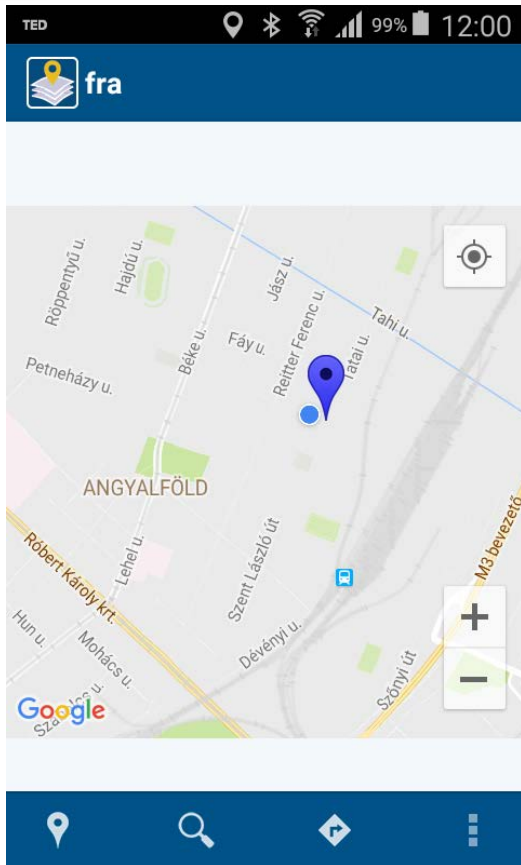 TED
99%
12:00
fra
Röppentyű u.
Hajdú u.
Jász u.
Reitter Ferenc u.
Tahi u.
Petneházy u.
Béke u.
Fáy u.
Tatai u.
ANGYALFÖLD
M3 bevezető
Róbert Károly krt.
Lehel u.
Szent László út
Hun u.
Mohács u.
Dévényi u.
Szőnyi út
Google